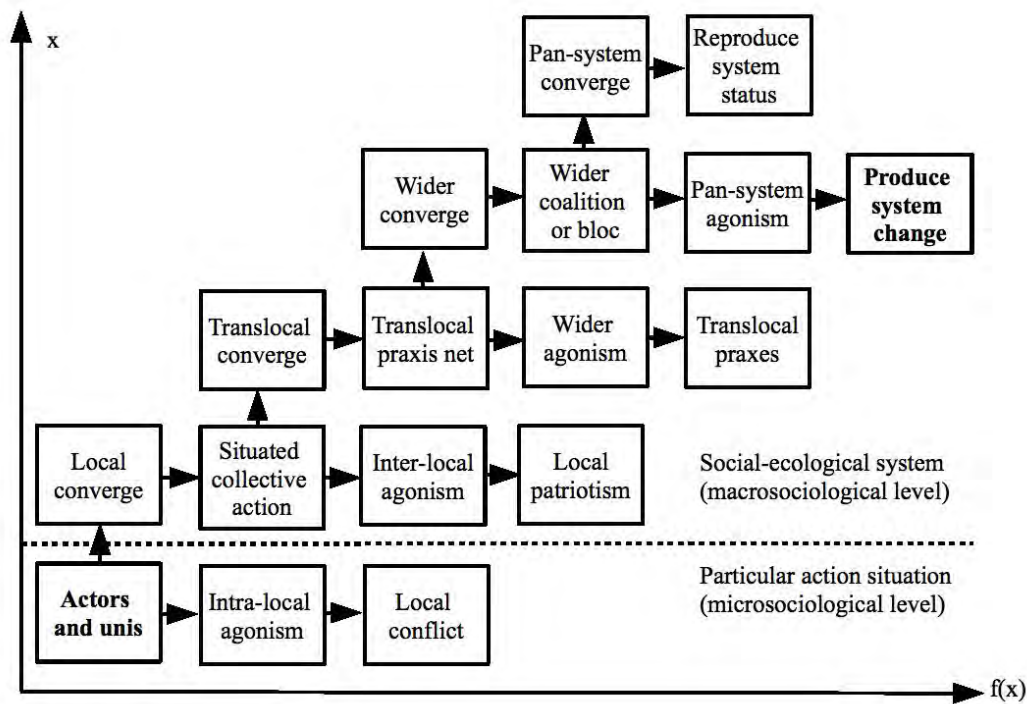 x
Pan-system
converge
Reproduce
system
status
Wider
converge
Wider
coalition
or bloc
Pan-system
agonism
Produce
system
change
Translocal
converge
Translocal
praxis net
Wider
agonism
Translocal
praxes
Local
converge
Situated
collective
action
Inter-local
agonism
Local
patriotism
Social-ecological system
(macrosociological level)
Actors
and unis
Intra-local
agonism
Local
conflict
Particular action situation
(microsociological level)
f(x)